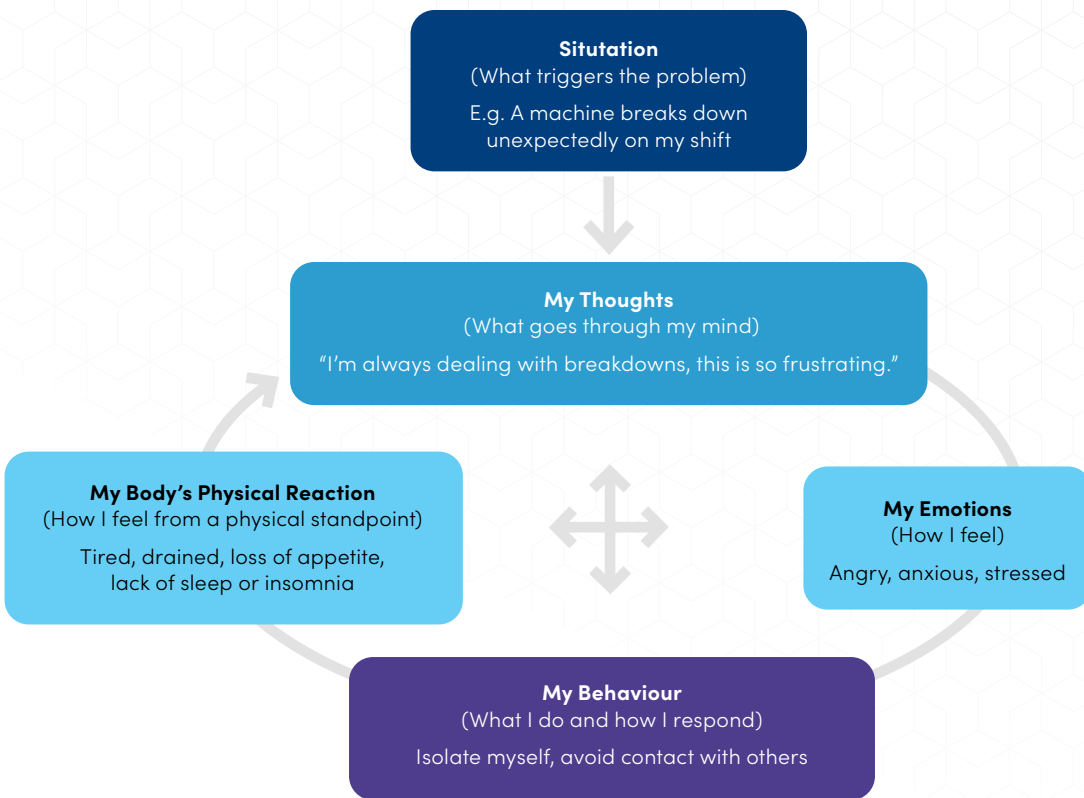 Situtation
(What triggers the problem)
E.g. A machine breaks down
unexpectedly on my shift
My Thoughts
(What goes through my mind)
“I’m always dealing with breakdowns, this is so frustrating.”
My Body’s Physical Reaction
(How I feel from a physical standpoint)
Tired, drained, loss of appetite,
lack of sleep or insomnia
My Emotions
(How I feel)
Angry, anxious, stressed
My Behaviour
(What I do and how I respond)
Isolate myself, avoid contact with others